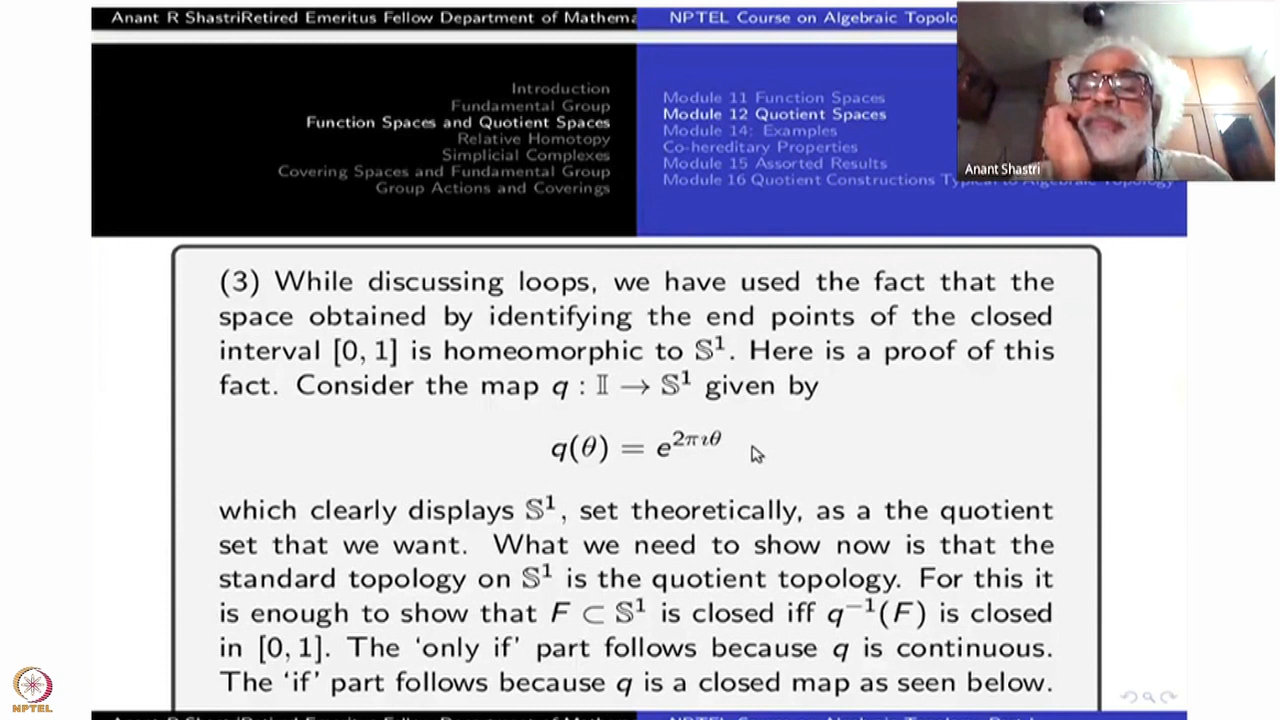 Anant R ShastriRetired Emeritus Fellow Department of Mathema
NPTEL Course on Algebraic Topolo
Introduction
Fundamental Group
Function Spaces and Quotient Spaces
Relative Homotopy
Simplicial Complexes
Covering Spaces and Fundamental Group
Group Actions and Coverings
Module 11 Function Spaces
Module 12 Quotient Spaces
Module 14: Examples
Co-hereditary Properties
Module 15 Assorted Results
Module 16 Quotient Constructions Typical to Algebraic Topology
Anant Shastri
(3) While discussing loops, we have used the fact that the
space obtained by identifying the end points of the closed
interval [0, 1] is homeomorphic to 𝕊¹. Here is a proof of this
fact. Consider the map q : 𝕀 → 𝕊¹ given by
q(θ) = e^{2πıθ}
which clearly displays 𝕊¹, set theoretically, as a the quotient
set that we want. What we need to show now is that the
standard topology on 𝕊¹ is the quotient topology. For this it
is enough to show that F ⊂ 𝕊¹ is closed iff q⁻¹(F) is closed
in [0, 1]. The ‘only if’ part follows because q is continuous.
The ‘if’ part follows because q is a closed map as seen below.
NPTEL